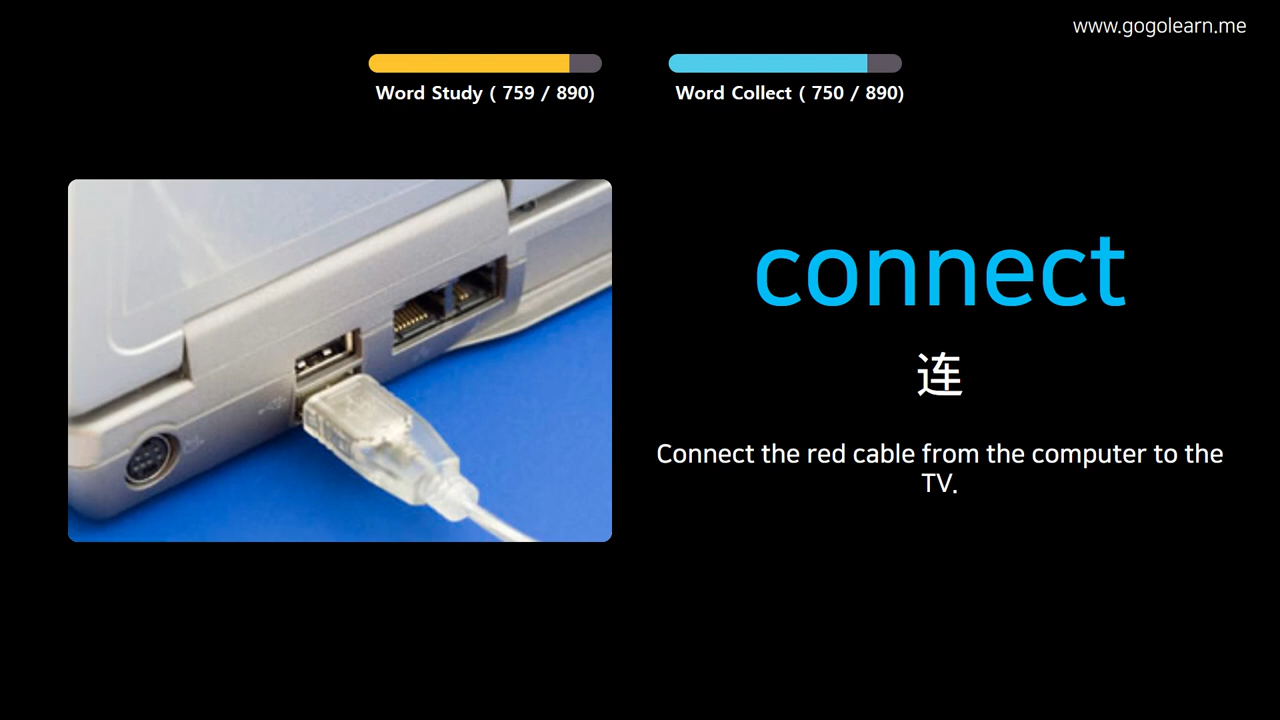 www.gogolearn.me
Word Study ( 759 / 890)
Word Collect ( 750 / 890)
connect
连
Connect the red cable from the computer to the
TV.